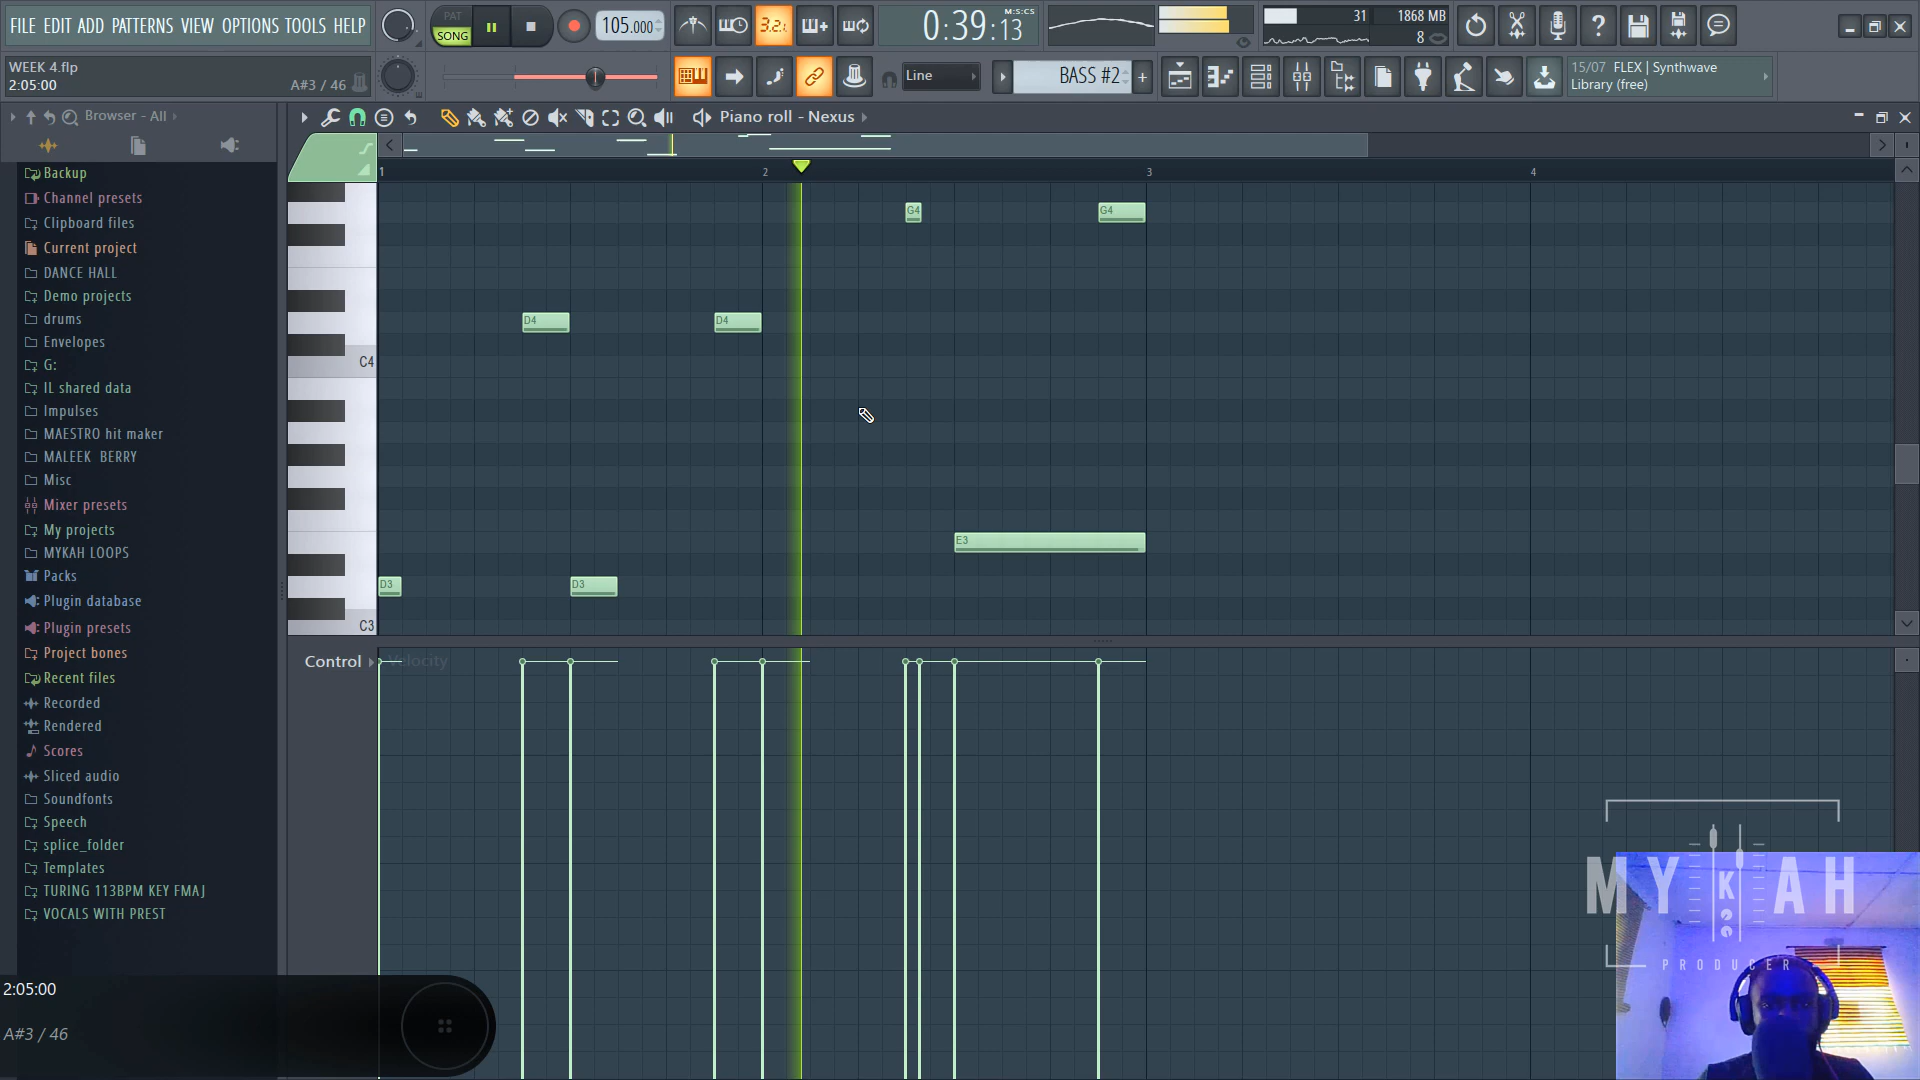 FILE EDIT ADD PATTERNS VIEW OPTIONS TOOLS HELP
PAT
SONG
105.000
3.2.1
0:39:13
M:S:CS
31
1868 MB
8
WEEK 4.flp
2:05:00
A#3 / 46
Line
BASS #2
15/07 FLEX | Synthwave
Library (free)
Browser - All
Piano roll - Nexus
Backup
Channel presets
Clipboard files
Current project
DANCE HALL
Demo projects
drums
Envelopes
G:
IL shared data
Impulses
MAESTRO hit maker
MALEEK BERRY
Misc
Mixer presets
My projects
MYKAH LOOPS
Packs
Plugin database
Plugin presets
Project bones
Recent files
Recorded
Rendered
Scores
Sliced audio
Soundfonts
Speech
splice_folder
Templates
TURING 113BPM KEY FMAJ
VOCALS WITH PREST
1
2
3
4
G4
G4
D4
D4
C4
E3
D3
D3
C3
Control
Velocity
2:05:00
A#3 / 46
MYKAH
PRODUCER